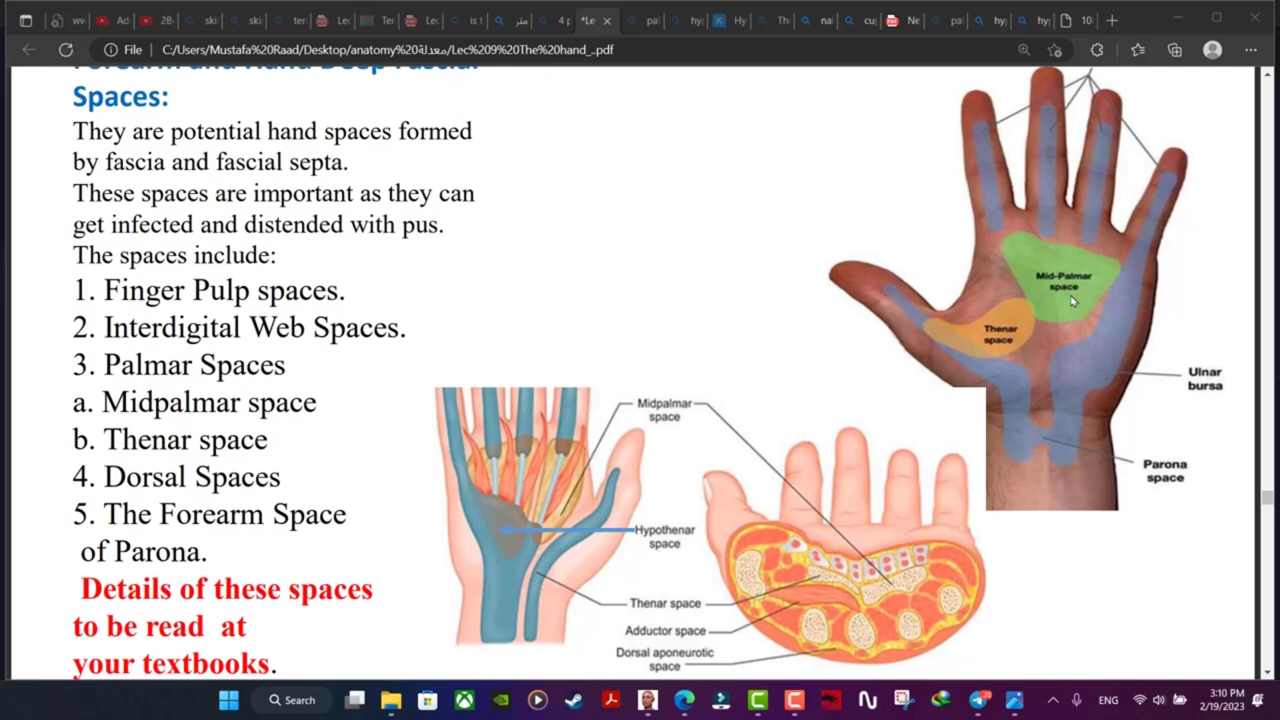 File
C:/Users/Mustafa%20Raad/Desktop/anatomy%20معدلة/Lec%209%20The%20hand_.pdf
Spaces:
They are potential hand spaces formed
by fascia and fascial septa.
These spaces are important as they can
get infected and distended with pus.
The spaces include:
1. Finger Pulp spaces.
2. Interdigital Web Spaces.
3. Palmar Spaces
a. Midpalmar space
b. Thenar space
4. Dorsal Spaces
5. The Forearm Space
of Parona.
Details of these spaces
to be read at
your textbooks.
Mid-Palmar
space
Thenar
space
Ulnar
bursa
Parona
space
Midpalmar
space
Hypothenar
space
Thenar space
Adductor space
Dorsal aponeurotic
space
Search
ENG
3:10 PM
2/19/2023